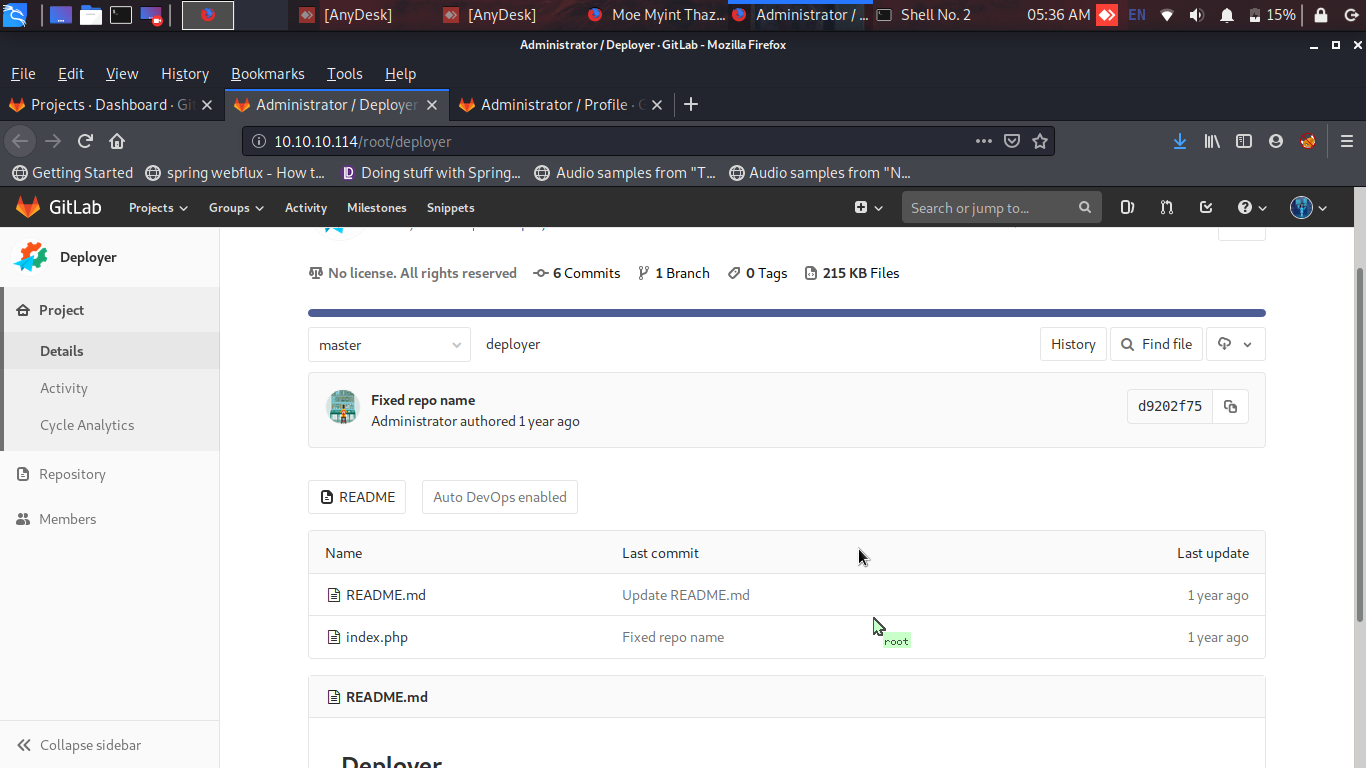 [AnyDesk] [AnyDesk] Moe Myint Thaz... Administrator / ... Shell No. 2 05:36 AM EN 15%
Administrator / Deployer · GitLab - Mozilla Firefox
File Edit View History Bookmarks Tools Help
Projects · Dashboard · Git Administrator / Deployer Administrator / Profile · G
10.10.10.114/root/deployer
Getting Started spring webflux - How t... Doing stuff with Spring... Audio samples from "T... Audio samples from "N...
GitLab Projects Groups Activity Milestones Snippets Search or jump to...
Deployer
No license. All rights reserved 6 Commits 1 Branch 0 Tags 215 KB Files
Project
master deployer History Find file
Details
Activity
Fixed repo name
Administrator authored 1 year ago
d9202f75
Cycle Analytics
Repository
README Auto DevOps enabled
Members
Name Last commit Last update
README.md Update README.md 1 year ago
index.php Fixed repo name 1 year ago
root
README.md
Collapse sidebar
Deployer